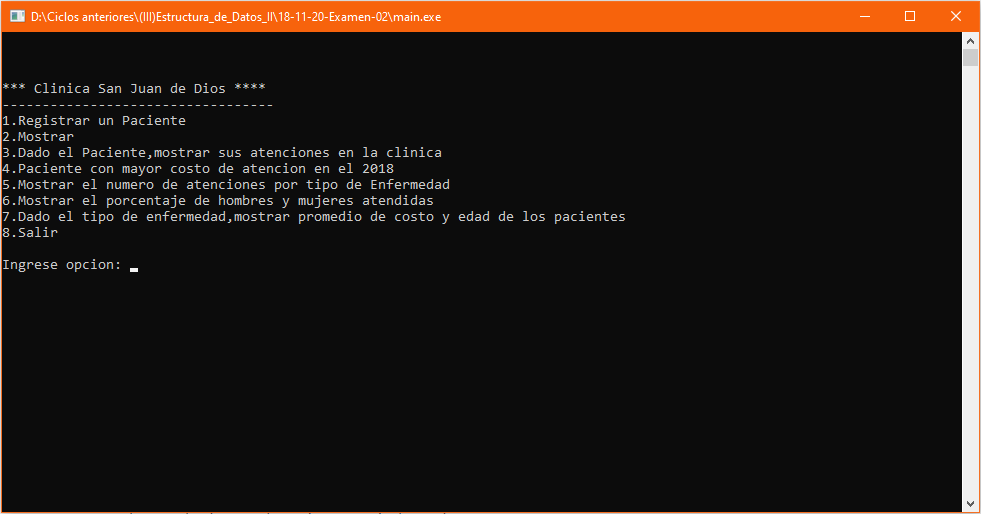 D:\Ciclos anteriores\(III)Estructura_de_Datos_II\18-11-20-Examen-02\main.exe
*** Clinica San Juan de Dios ****
----------------------------------
1.Registrar un Paciente
2.Mostrar
3.Dado el Paciente,mostrar sus atenciones en la clinica
4.Paciente con mayor costo de atencion en el 2018
5.Mostrar el numero de atenciones por tipo de Enfermedad
6.Mostrar el porcentaje de hombres y mujeres atendidas
7.Dado el tipo de enfermedad,mostrar promedio de costo y edad de los pacientes
8.Salir
Ingrese opcion: